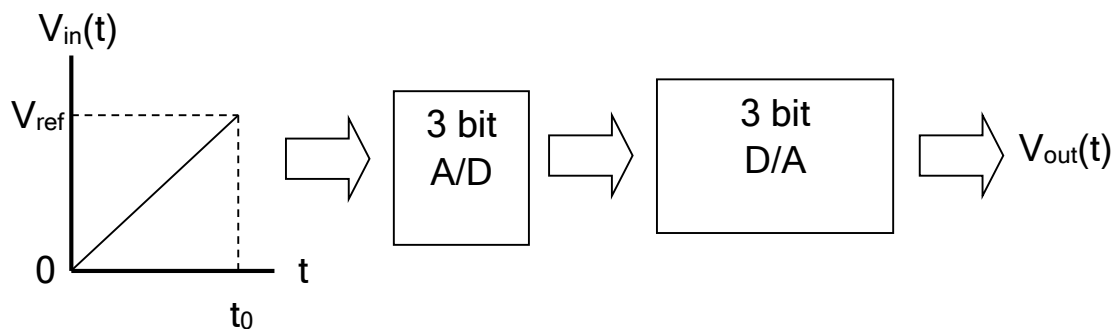 Vin(t)
Vref
0
t
t0
3 bit
A/D
3 bit
D/A
Vout(t)